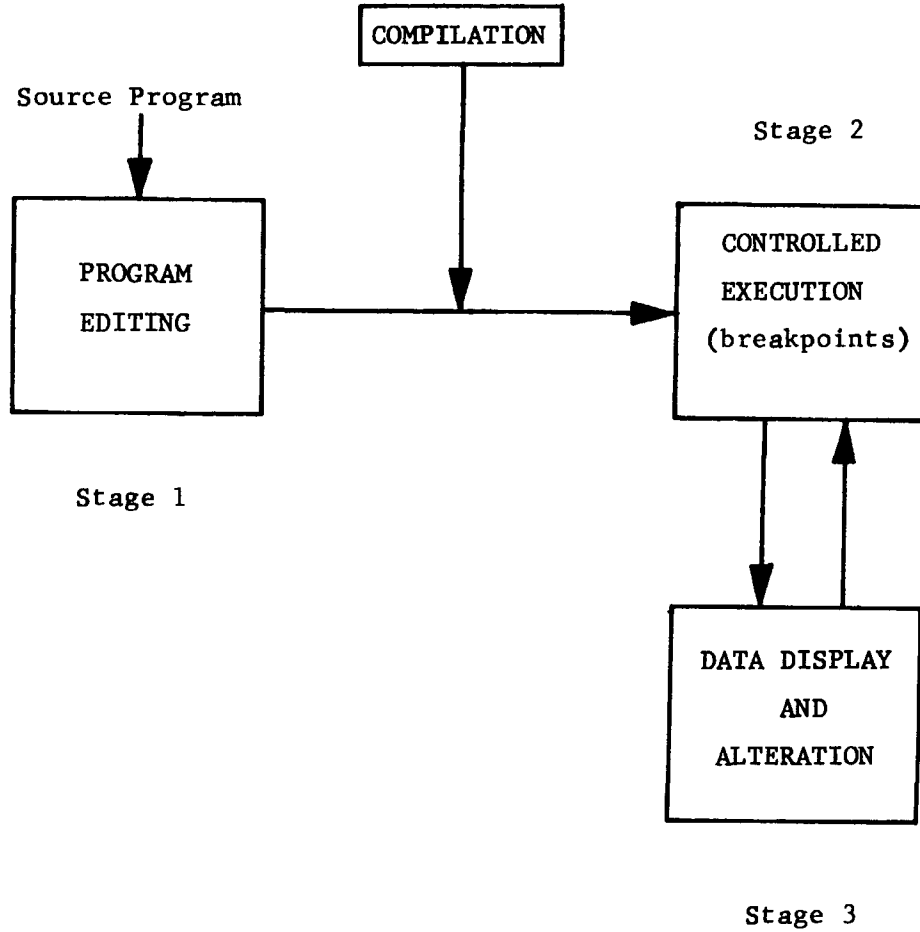 COMPILATION
Source Program
Stage 2
PROGRAM
EDITING
CONTROLLED
EXECUTION
(breakpoints)
Stage 1
DATA DISPLAY
AND
ALTERATION
Stage 3